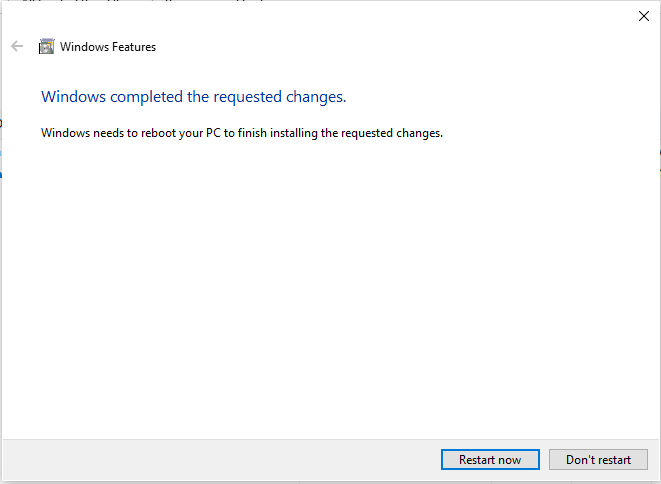 Windows Features
Windows completed the requested changes.
Windows needs to reboot your PC to finish installing the requested changes.
Restart now
Don't restart